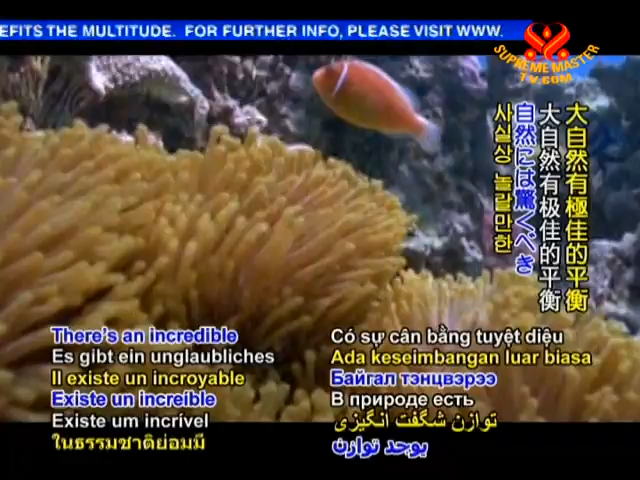 EFITS THE MULTITUDE. FOR FURTHER INFO, PLEASE VISIT WWW.
SUPREME MASTER
TV.COM
大自然有極佳的平衡
大自然有极佳的平衡
自然には驚くべき
사실상 놀랄만한
There's an incredible
Es gibt ein unglaubliches
Il existe un incroyable
Existe un increíble
Existe um incrível
ในธรรมชาติย่อมมี
Có sự cân bằng tuyệt diệu
Ada keseimbangan luar biasa
Байгал тэнцвэрээ
В природе есть
توازن شگفت انگیزی
يوجد توازن